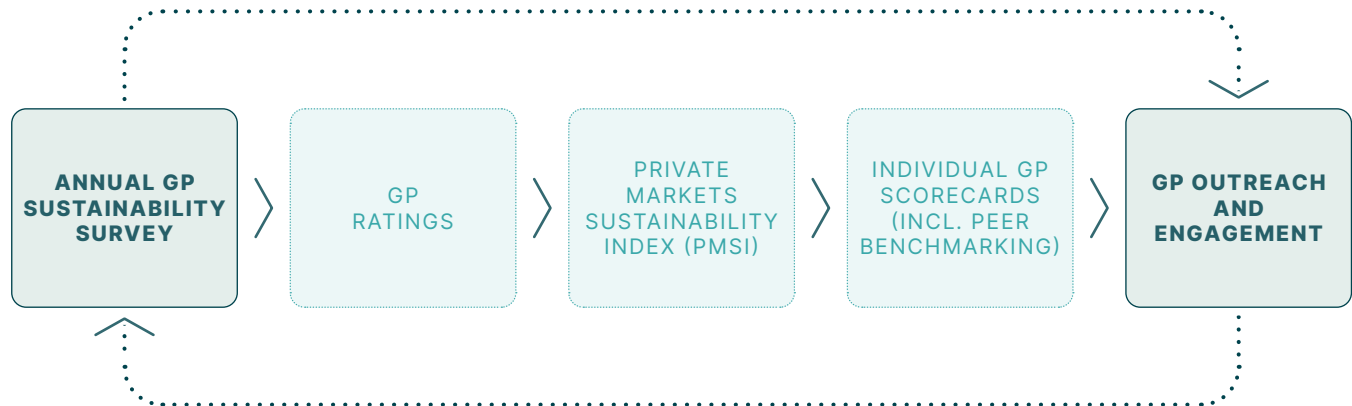 ANNUAL GP
SUSTAINABILITY
SURVEY
GP
RATINGS
PRIVATE
MARKETS
SUSTAINABILITY
INDEX (PMSI)
INDIVIDUAL GP
SCORECARDS
(INCL. PEER
BENCHMARKING)
GP OUTREACH
AND
ENGAGEMENT